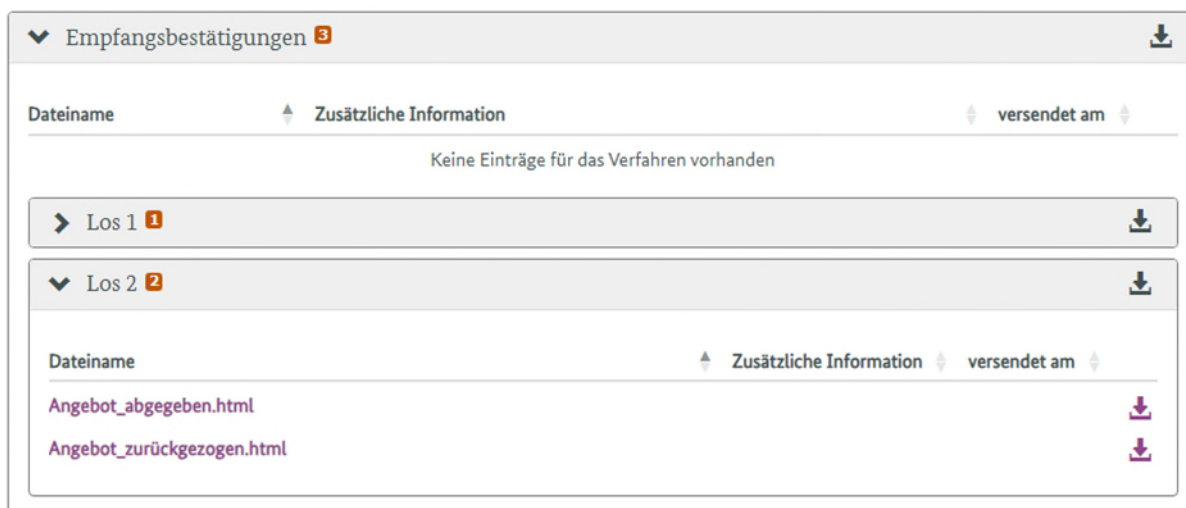 Empfangsbestätigungen 3
Dateiname Zusätzliche Information versendet am
Keine Einträge für das Verfahren vorhanden
Los 1 1
Los 2 2
Dateiname Zusätzliche Information versendet am
Angebot_abgegeben.html
Angebot_zurückgezogen.html